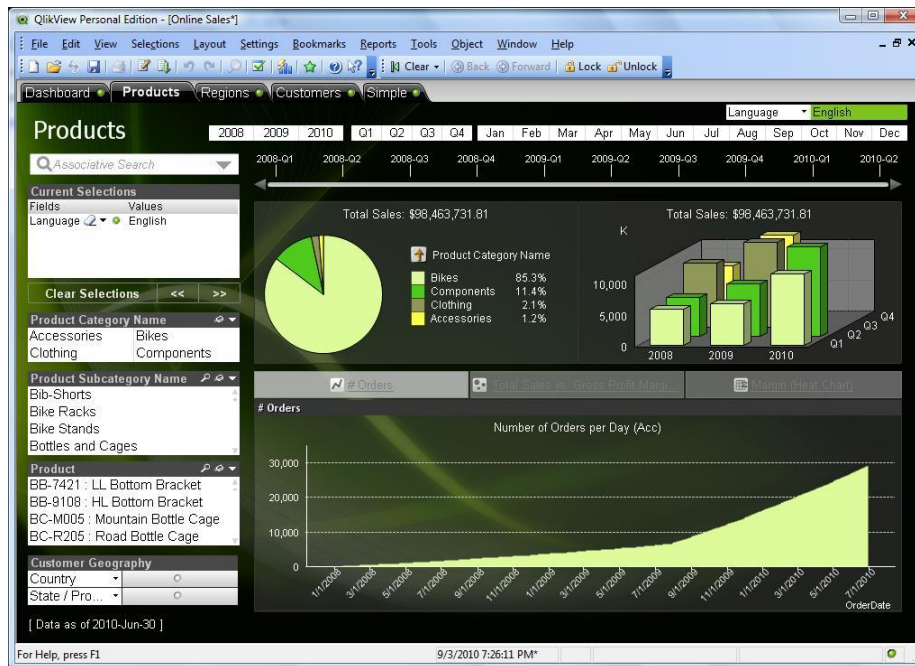 QlikView Personal Edition - [Online Sales*]
File Edit View Selections Layout Settings Bookmarks Reports Tools Object Window Help
Clear Back Forward Lock Unlock
Dashboard Products Regions Customers Simple
Language English
Products
2008 2009 2010 Q1 Q2 Q3 Q4 Jan Feb Mar Apr May Jun Jul Aug Sep Oct Nov Dec
Associative Search
2008-Q1 2008-Q2 2008-Q3 2008-Q4 2009-Q1 2009-Q2 2009-Q3 2009-Q4 2010-Q1 2010-Q2
Current Selections
Fields Values
Language English
Clear Selections << >>
Product Category Name
Accessories Bikes
Clothing Components
Product Subcategory Name
Bib-Shorts
Bike Racks
Bike Stands
Bottles and Cages
Product
BB-7421 : LL Bottom Bracket
BB-9108 : HL Bottom Bracket
BC-M005 : Mountain Bottle Cage
BC-R205 : Road Bottle Cage
Customer Geography
Country
State / Pro...
[ Data as of 2010-Jun-30 ]
Total Sales: $98,463,731.81
Product Category Name
Bikes 85.3%
Components 11.4%
Clothing 2.1%
Accessories 1.2%
Total Sales: $98,463,731.81
K
10,000
5,000
0
2008 2009 2010
Q1 Q2 Q3 Q4
# Orders Total Sales vs. Gross Profit Margi... Margin (Heat Chart)
# Orders
Number of Orders per Day (Acc)
30,000
20,000
10,000
0
1/1/2008 3/1/2008 5/1/2008 7/1/2008 9/1/2008 11/1/2008 1/1/2009 3/1/2009 5/1/2009 7/1/2009 9/1/2009 11/1/2009 1/1/2010 3/1/2010 5/1/2010 7/1/2010
OrderDate
For Help, press F1 9/3/2010 7:26:11 PM*